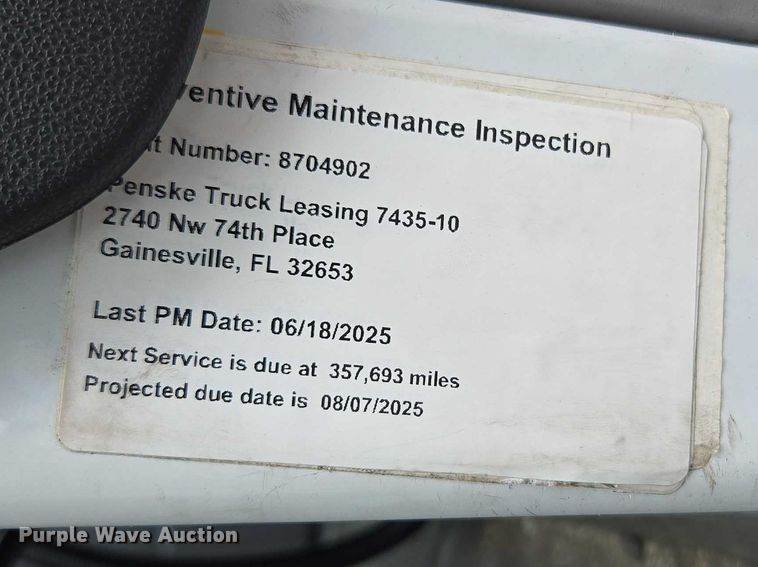 Maintenance Inspection
Number: 8704902
Penske Truck Leasing 7435-10
2740 Nw 74th Place
Gainesville, FL 32653
Last PM Date: 06/18/2025
Next Service is due at 357,693 miles
Projected due date is 08/07/2025
Purple Wave Auction